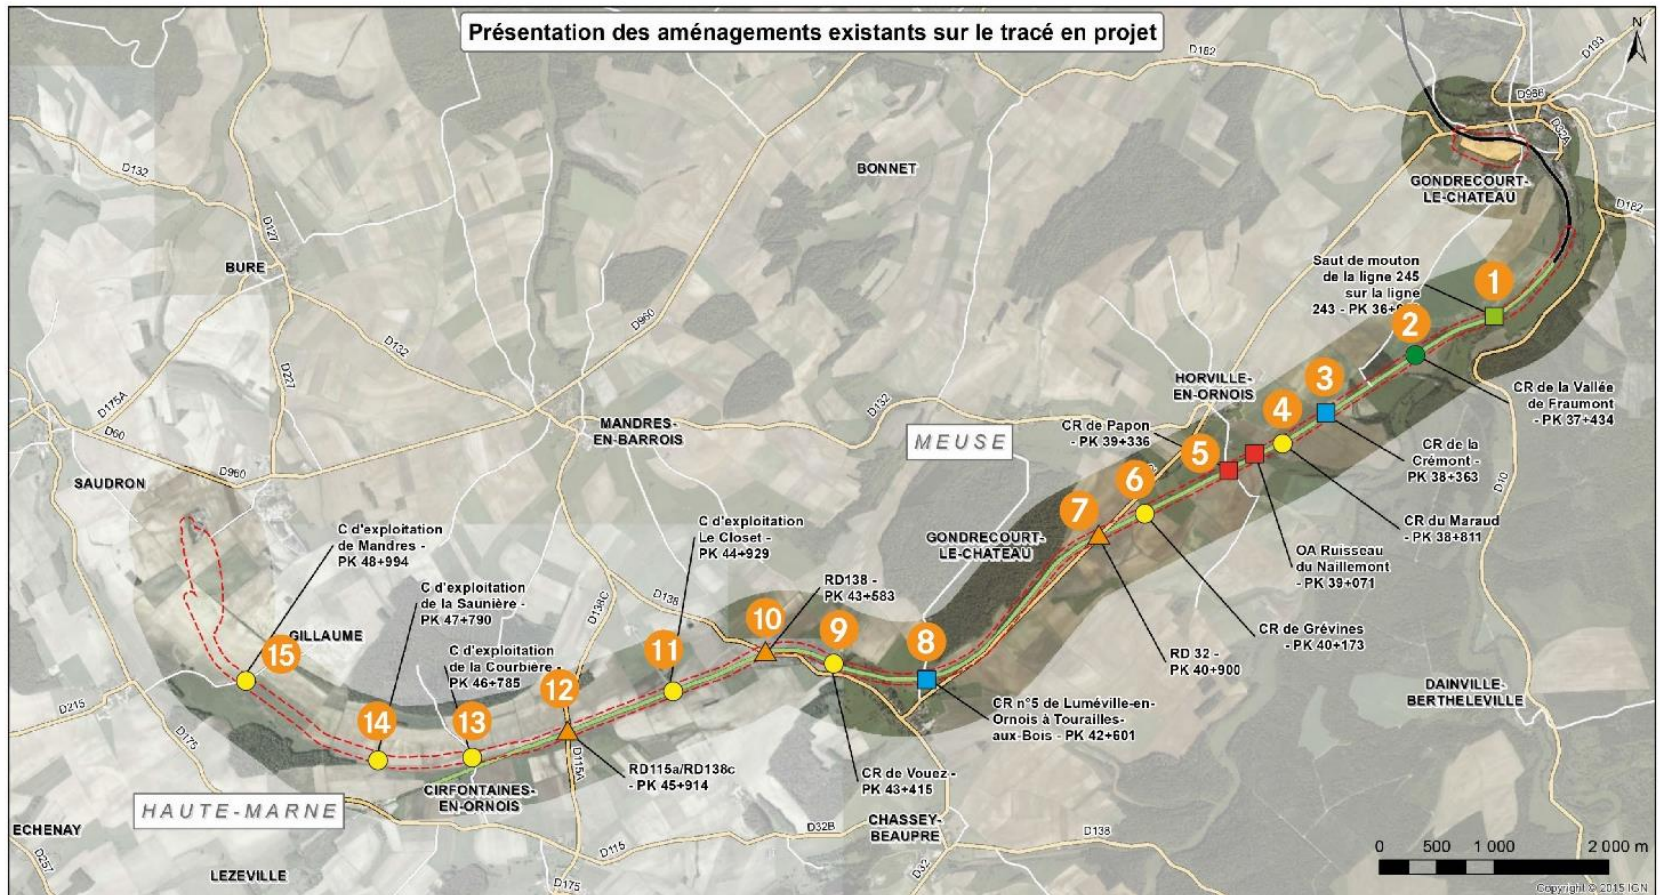 Présentation des aménagements existants sur le tracé en projet
N
D182
D193
D966
D32A
BONNET
GONDRECOURT-
LE-CHATEAU
D182
D132
D127
BURE
Saut de mouton
de la ligne 245
sur la ligne
243 - PK 36+
1
2
D960
D132
D227
HORVILLE-
EN-ORNOIS
3
CR de la Vallée
de Fraumont
- PK 37+434
D175A
D132
4
D60
MANDRES-
EN-BARROIS
MEUSE
CR de Papon
- PK 39+336
5
CR de la
Crémont -
PK 38+363
D960
SAUDRON
6
D10
7
CR du Maraud
- PK 38+811
C d'exploitation
de Mandres -
PK 48+994
C d'exploitation
Le Closet -
PK 44+929
GONDRECOURT-
LE-CHATEAU
OA Ruisseau
du Naillemont
- PK 39+071
C d'exploitation
de la Saunière -
PK 47+790
D138C
D138
RD138 -
PK 43+583
10
9
8
CR de Grévines
- PK 40+173
GILLAUME
15
C d'exploitation
de la Courbière -
PK 46+785
11
RD 32 -
PK 40+900
12
DAINVILLE-
BERTHELEVILLE
D215
D175
14
13
CR n°5 de Luméville-en-
Ornois à Tourailles-
aux-Bois - PK 42+601
D115A
RD115a/RD138c
- PK 45+914
CR de Vouez -
PK 43+415
CIRFONTAINES-
EN-ORNOIS
HAUTE-MARNE
ECHENAY
D32B
CHASSEY-
BEAUPRE
D138
D115
D257
LEZEVILLE
D175
D32
0 500 1 000 2 000 m
Copyright © 2015 IGN